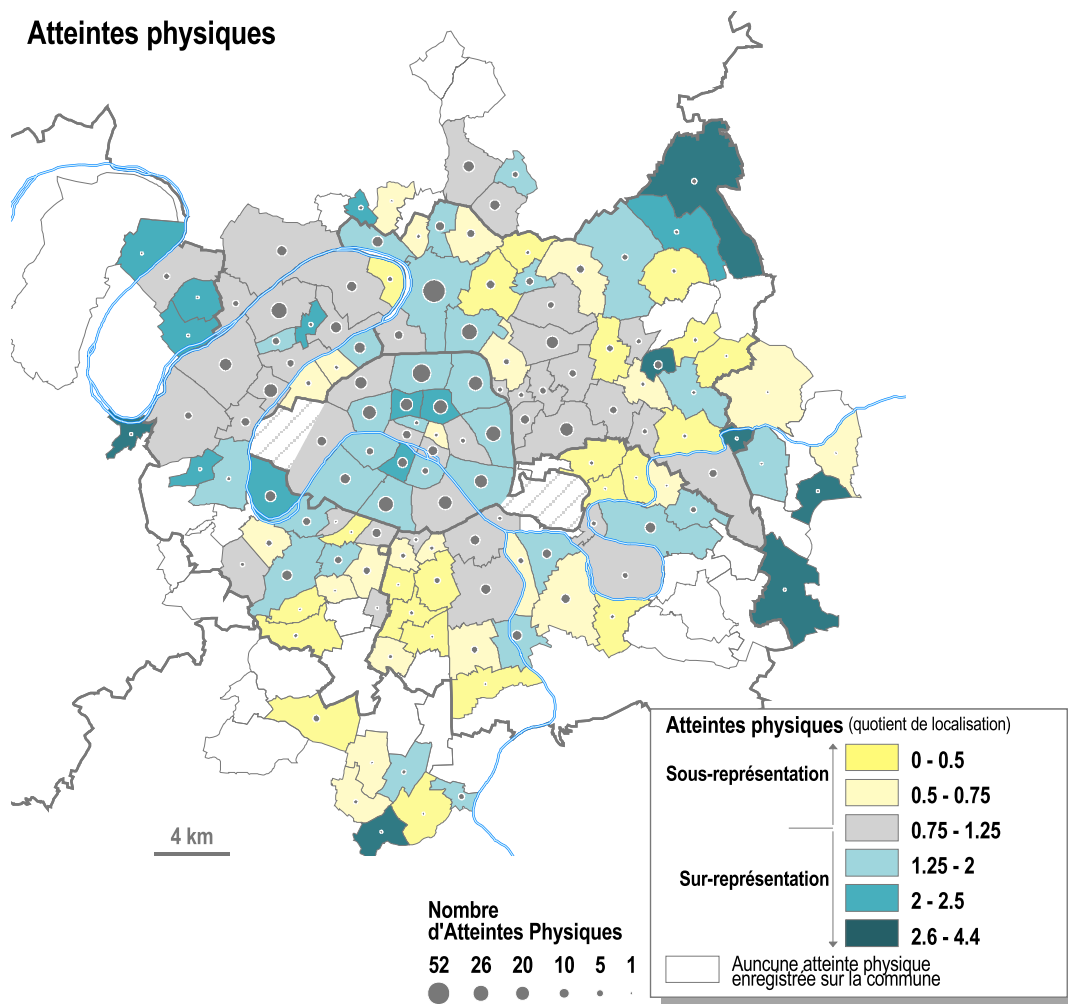 Atteintes physiques
4 km
Nombre
d'Atteintes Physiques
52 26 20 10 5 1
Atteintes physiques (quotient de localisation)
Sous-représentation
0 - 0.5
0.5 - 0.75
0.75 - 1.25
Sur-représentation
1.25 - 2
2 - 2.5
2.6 - 4.4
Auncune atteinte physique
enregistrée sur la commune